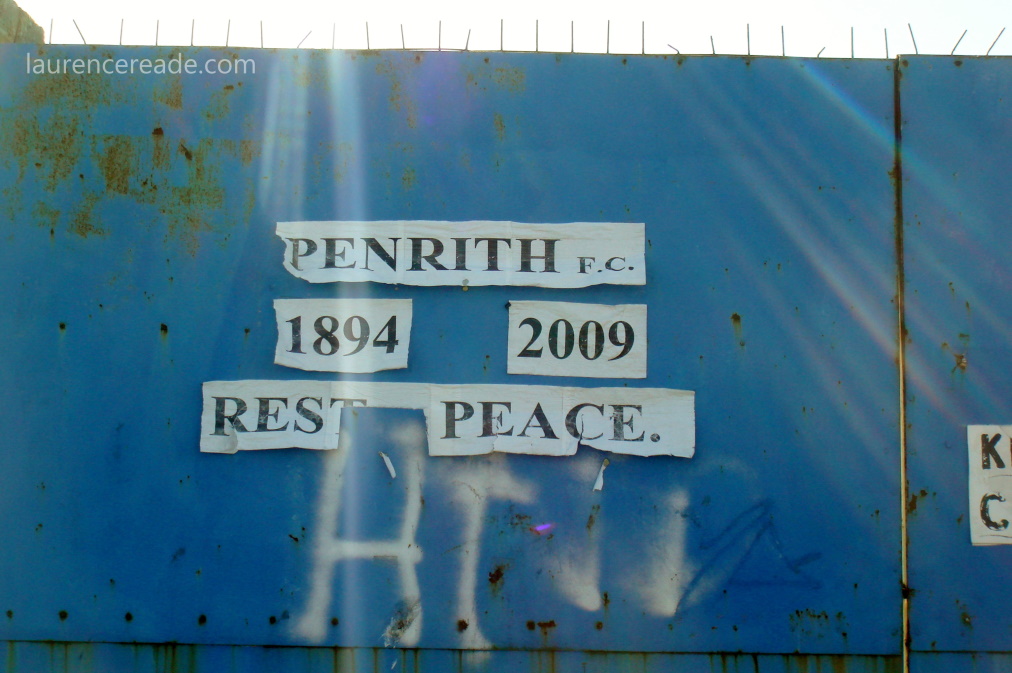 laurencereade.com
PENRITH F.C.
1894 2009
REST PEACE.
K
C